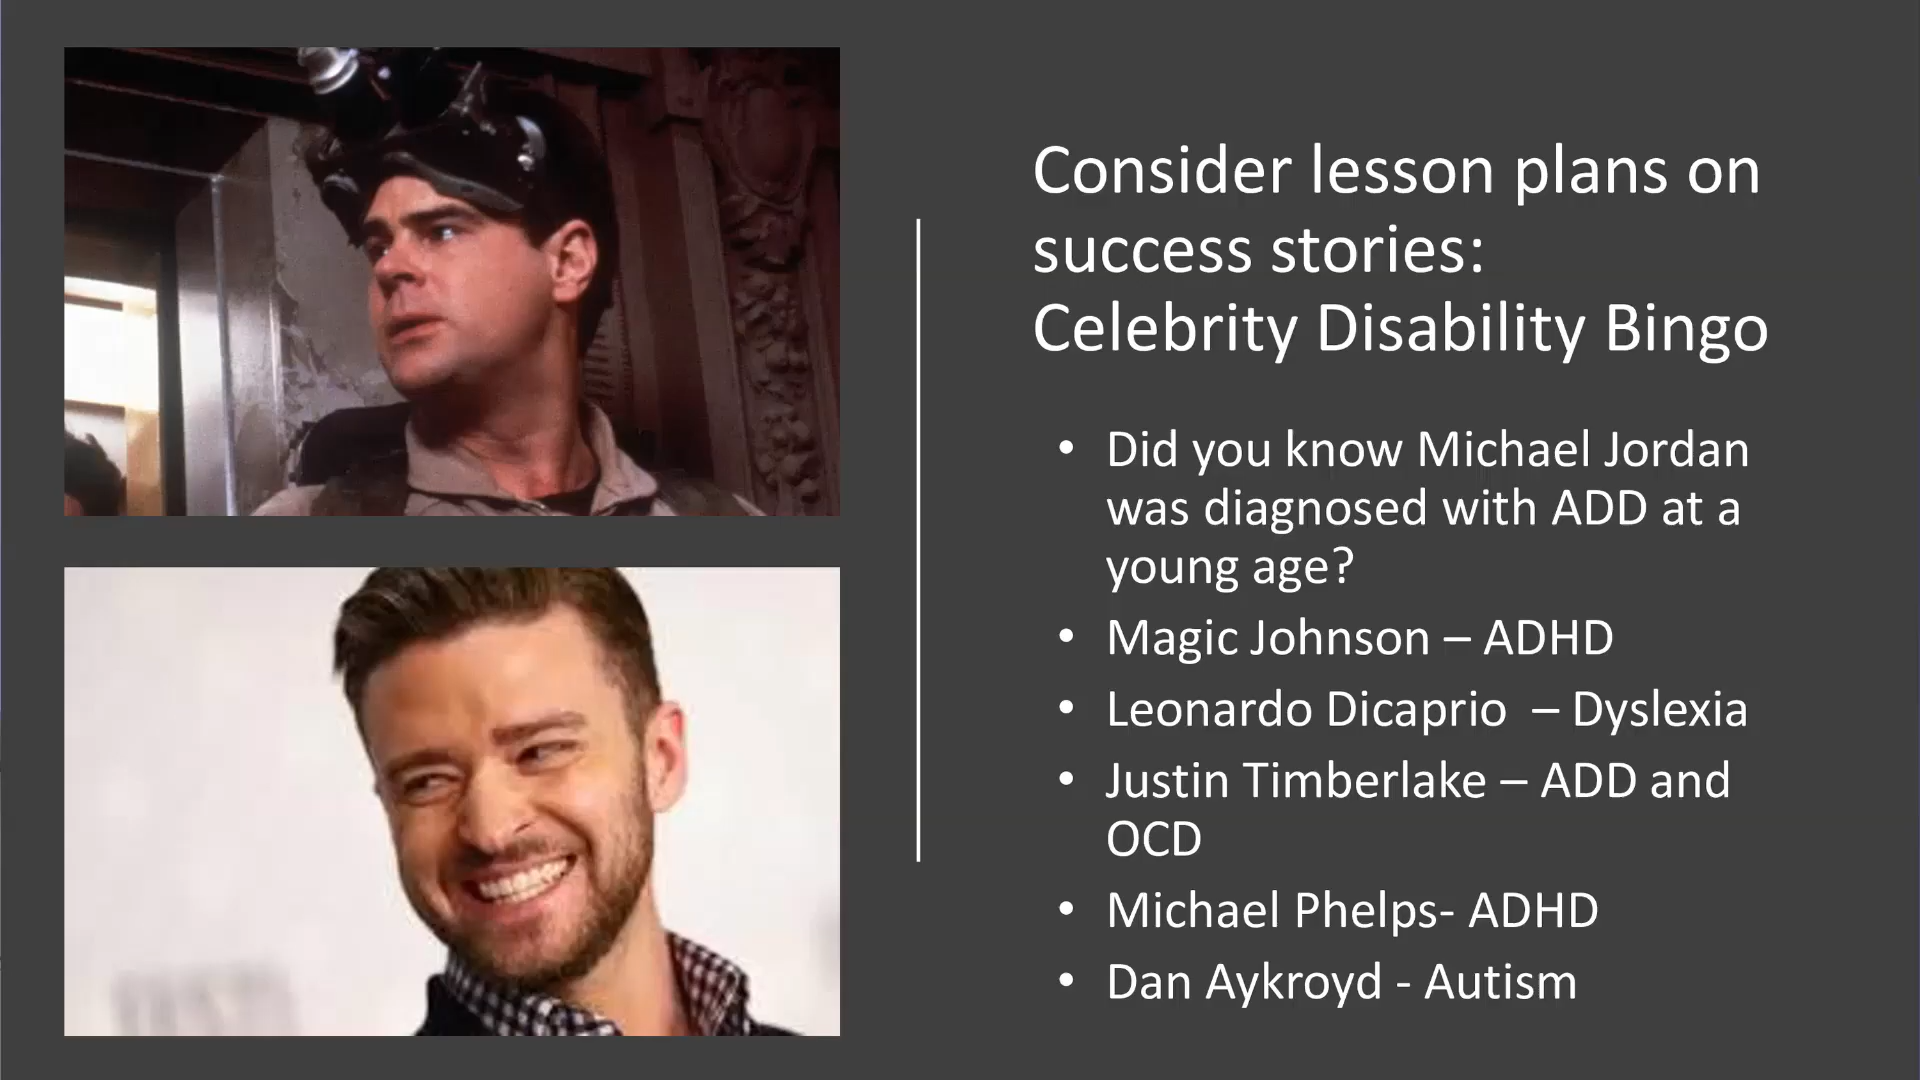 Consider lesson plans on
success stories:
Celebrity Disability Bingo
• Did you know Michael Jordan
was diagnosed with ADD at a
young age?
• Magic Johnson – ADHD
• Leonardo Dicaprio  – Dyslexia
• Justin Timberlake – ADD and
OCD
• Michael Phelps- ADHD
• Dan Aykroyd - Autism